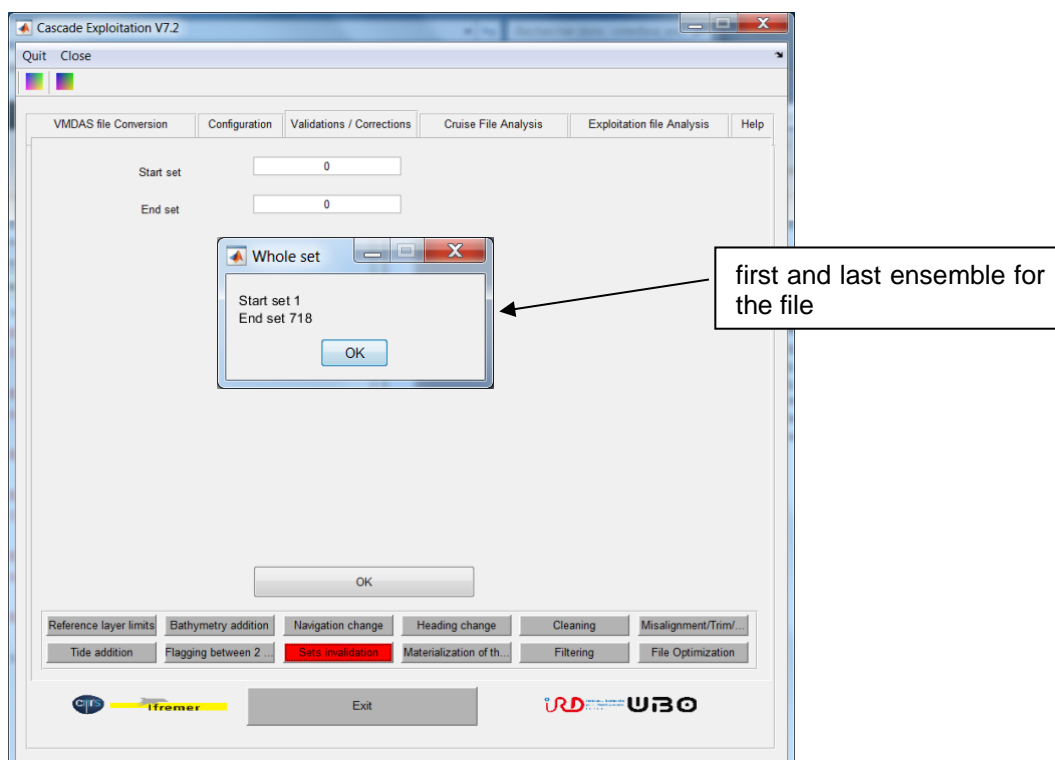 Cascade Exploitation V7.2
Quit Close
VMDAS file Conversion Configuration Validations / Corrections Cruise File Analysis Exploitation file Analysis Help
Start set 0
End set 0
Whole set
Start set 1
End set 718
OK
first and last ensemble for
the file
OK
Reference layer limits Bathymetry addition Navigation change Heading change Cleaning Misalignment/Trim/...
Tide addition Flagging between 2 ... Sets invalidation Materialization of th... Filtering File Optimization
cnrs Ifremer Exit IRD UBO